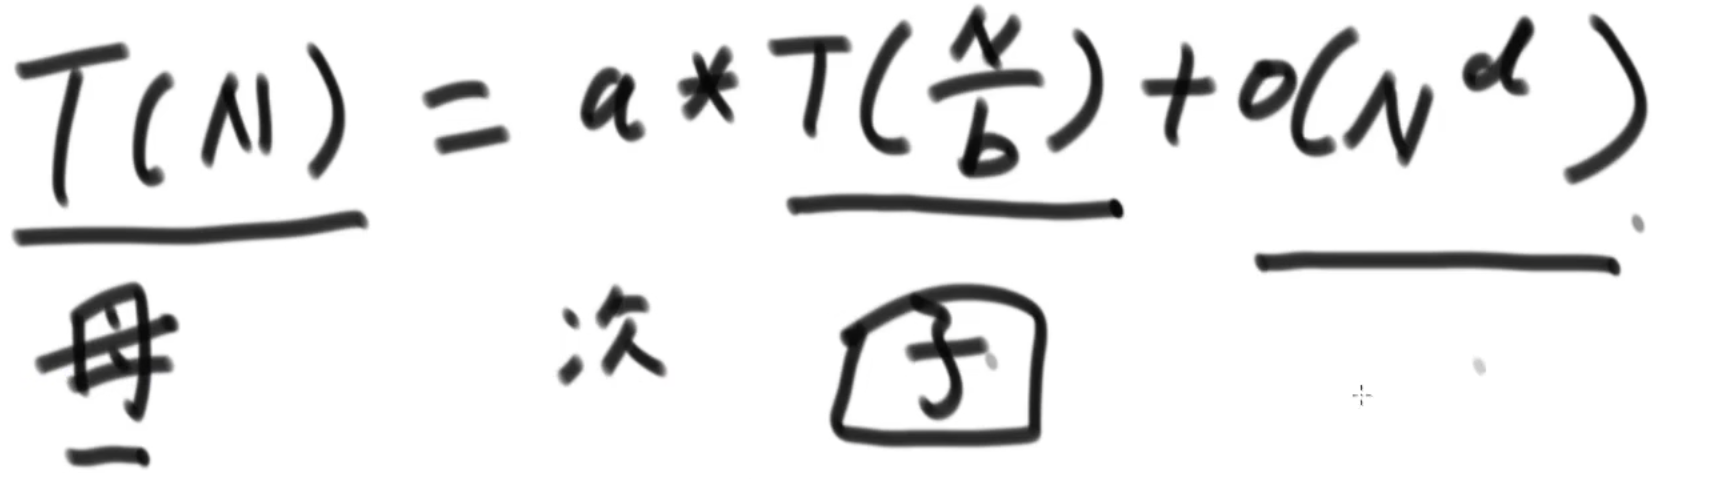 T(N) = a * T(N/b) + O(N^d)
母 次 子